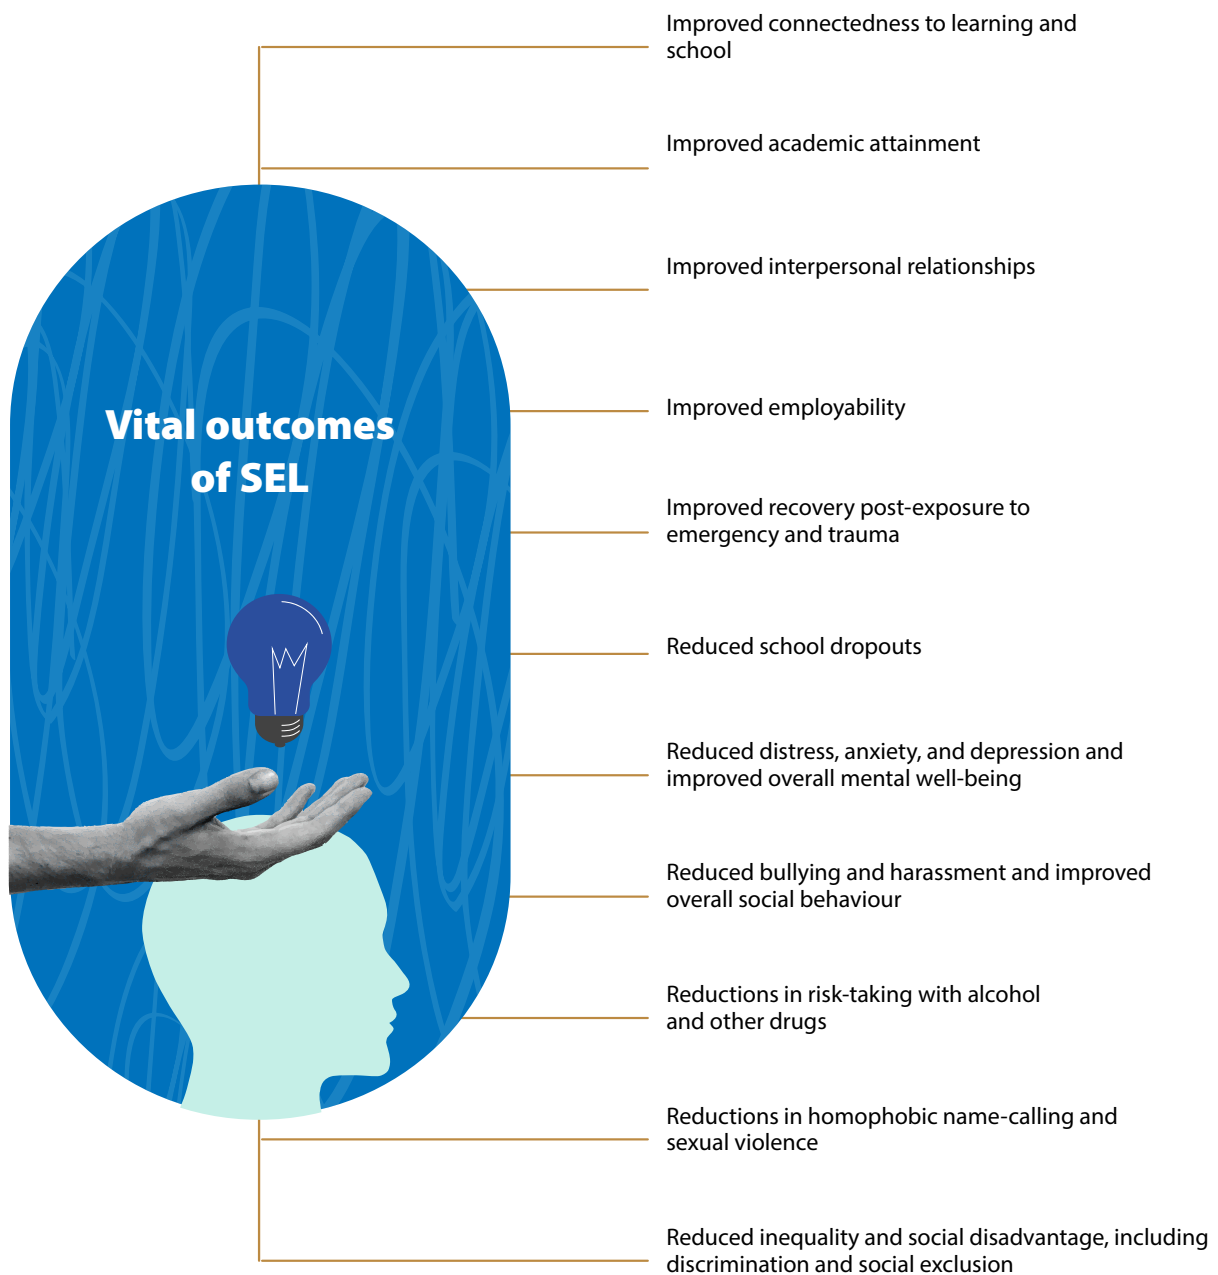 Improved connectedness to learning and
school
Improved academic attainment
Improved interpersonal relationships
Vital outcomes
of SEL
Improved employability
Improved recovery post-exposure to
emergency and trauma
Reduced school dropouts
Reduced distress, anxiety, and depression and
improved overall mental well-being
Reduced bullying and harassment and improved
overall social behaviour
Reductions in risk-taking with alcohol
and other drugs
Reductions in homophobic name-calling and
sexual violence
Reduced inequality and social disadvantage, including
discrimination and social exclusion